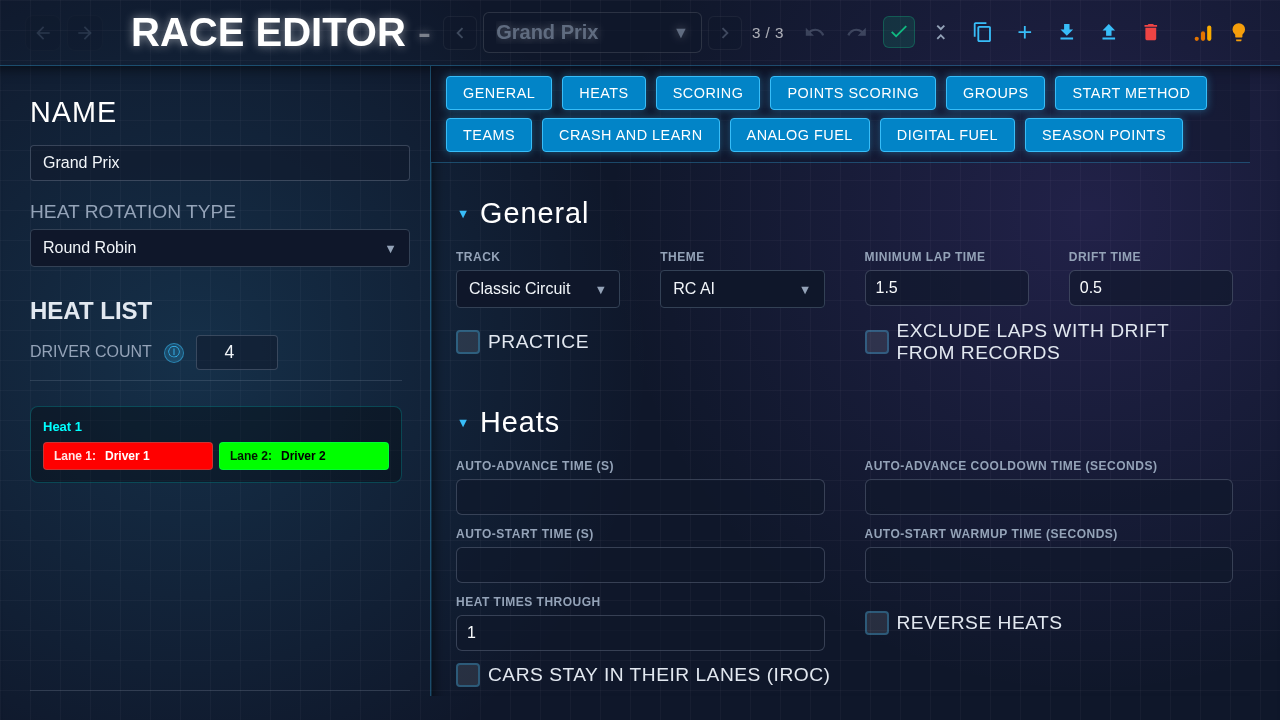 RACE EDITOR - Grand Prix ▼ 3 / 3
NAME
Grand Prix
HEAT ROTATION TYPE
Round Robin ▼
HEAT LIST
DRIVER COUNT ⓘ 4
Heat 1
Lane 1: Driver 1 Lane 2: Driver 2
GENERAL HEATS SCORING POINTS SCORING GROUPS START METHOD
TEAMS CRASH AND LEARN ANALOG FUEL DIGITAL FUEL SEASON POINTS
▼ General
TRACK THEME MINIMUM LAP TIME DRIFT TIME
Classic Circuit ▼ RC AI ▼ 1.5 0.5
PRACTICE EXCLUDE LAPS WITH DRIFT
FROM RECORDS
▼ Heats
AUTO-ADVANCE TIME (S) AUTO-ADVANCE COOLDOWN TIME (SECONDS)
AUTO-START TIME (S) AUTO-START WARMUP TIME (SECONDS)
HEAT TIMES THROUGH
1 REVERSE HEATS
CARS STAY IN THEIR LANES (IROC)